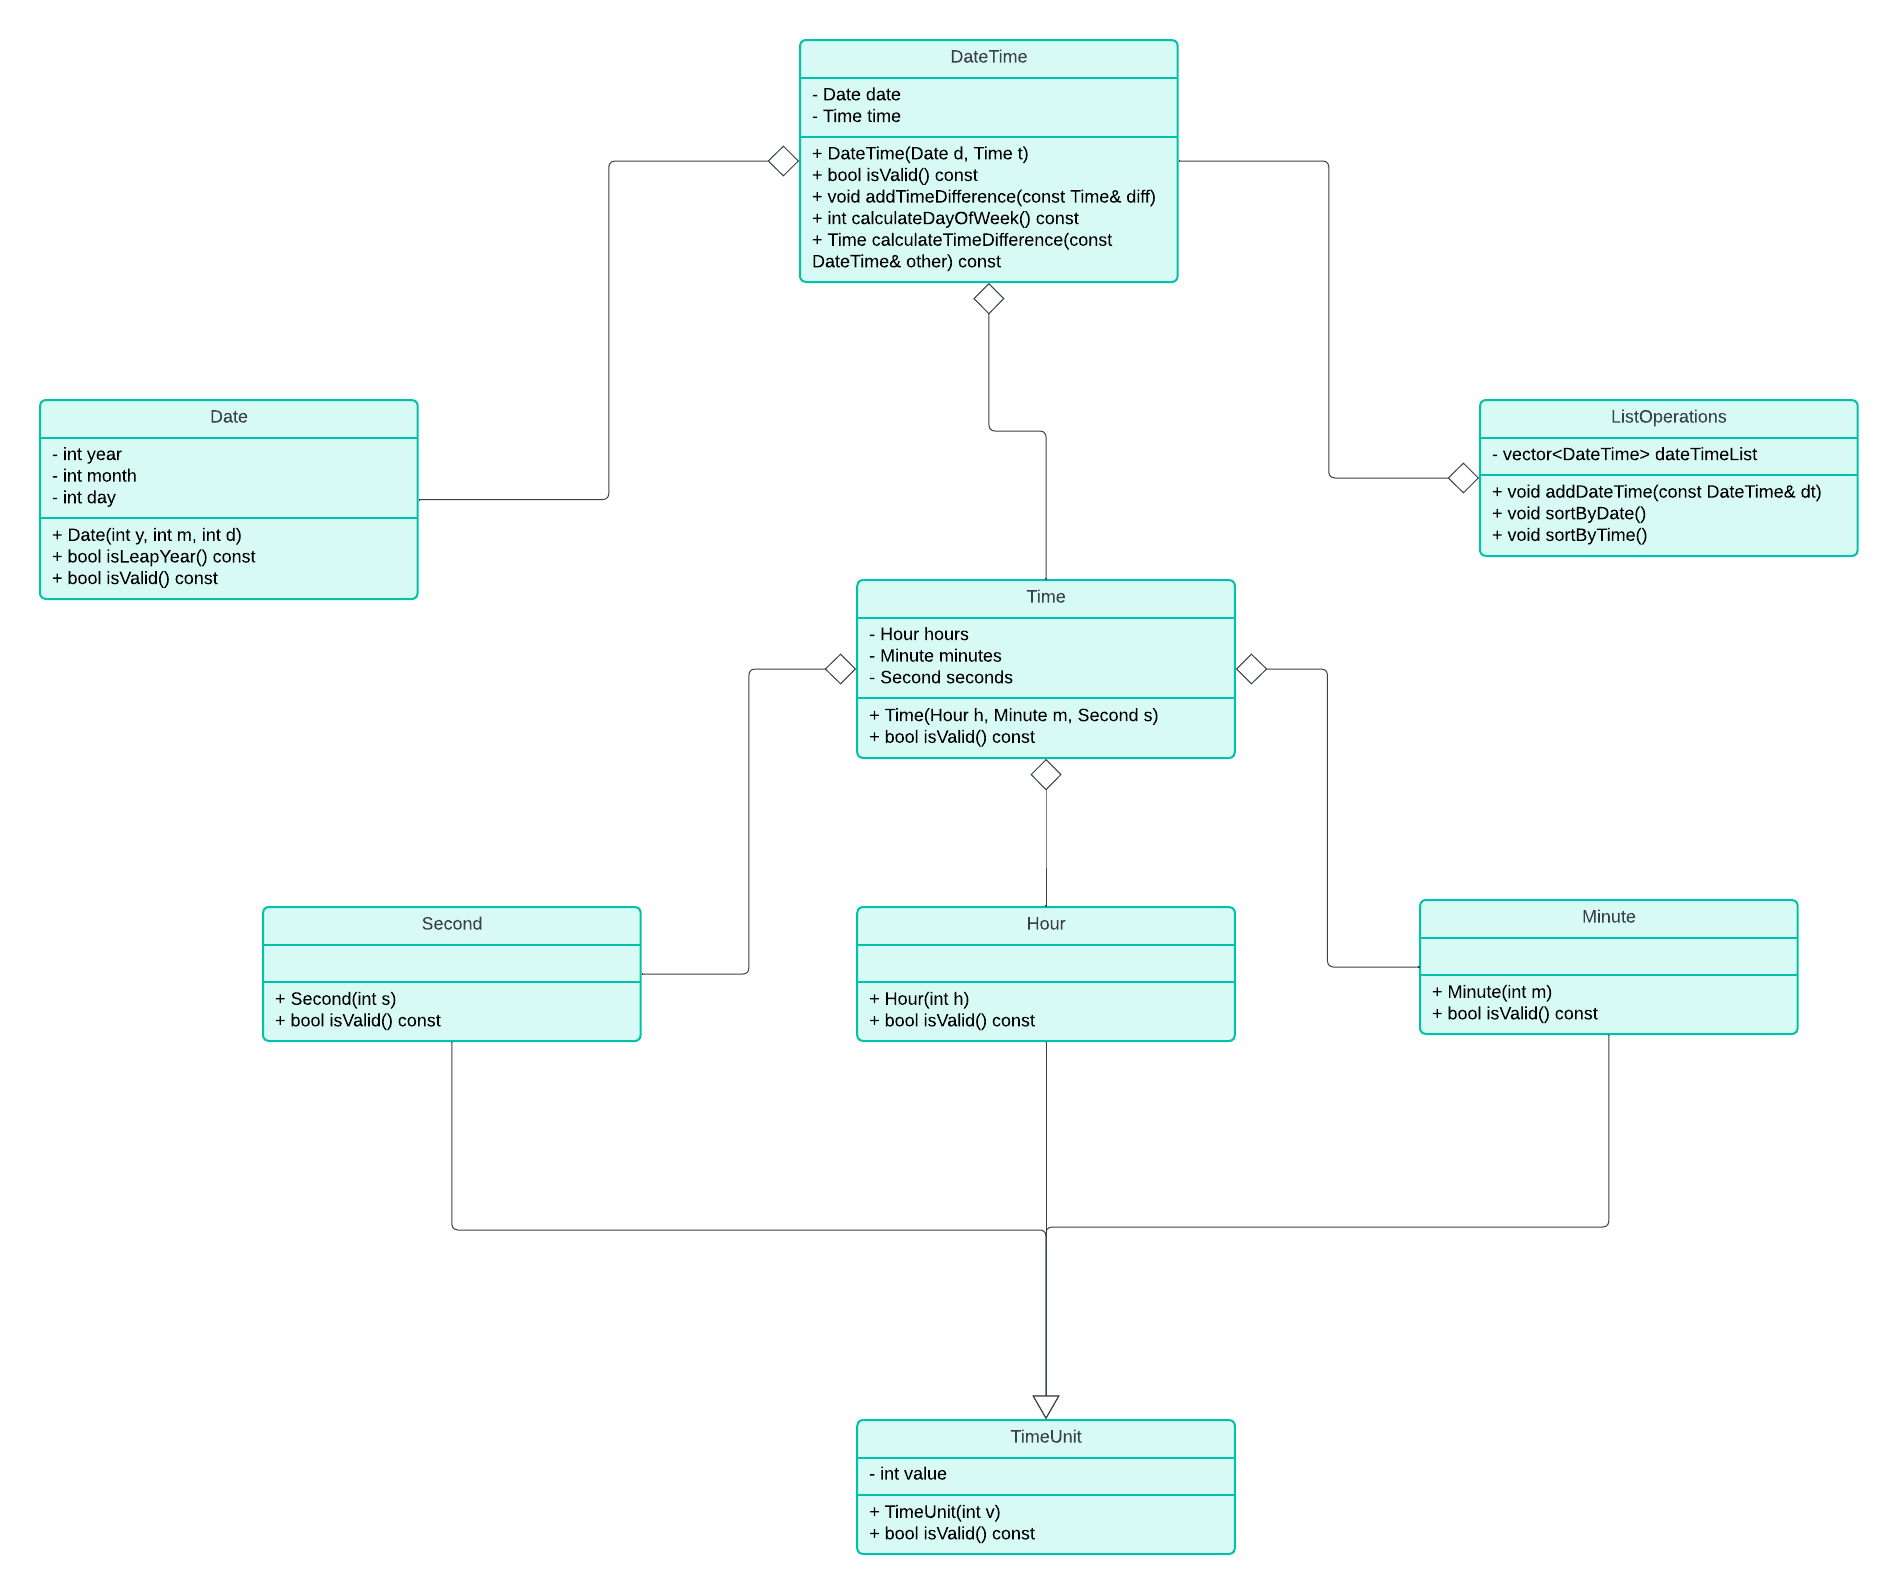 DateTime
- Date date
- Time time
+ DateTime(Date d, Time t)
+ bool isValid() const
+ void addTimeDifference(const Time& diff)
+ int calculateDayOfWeek() const
+ Time calculateTimeDifference(const
DateTime& other) const
Date
- int year
- int month
- int day
+ Date(int y, int m, int d)
+ bool isLeapYear() const
+ bool isValid() const
ListOperations
- vector<DateTime> dateTimeList
+ void addDateTime(const DateTime& dt)
+ void sortByDate()
+ void sortByTime()
Time
- Hour hours
- Minute minutes
- Second seconds
+ Time(Hour h, Minute m, Second s)
+ bool isValid() const
Second
+ Second(int s)
+ bool isValid() const
Hour
+ Hour(int h)
+ bool isValid() const
Minute
+ Minute(int m)
+ bool isValid() const
TimeUnit
- int value
+ TimeUnit(int v)
+ bool isValid() const